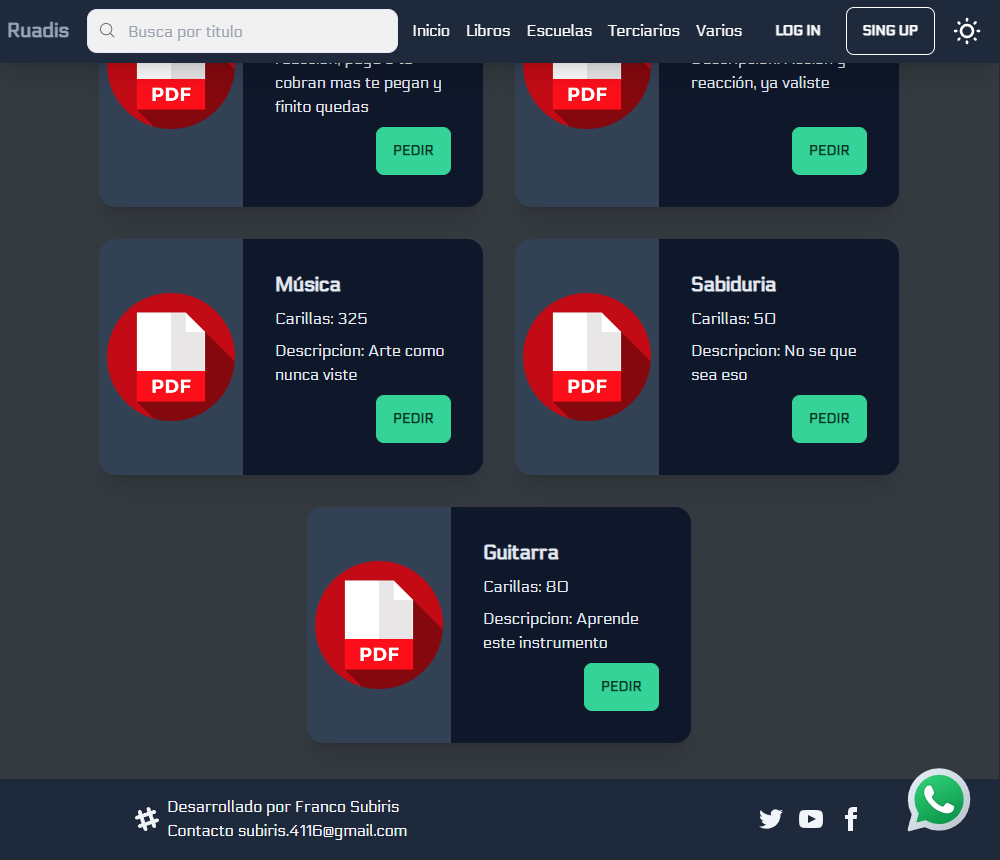 Ruadis
Busca por titulo
Inicio Libros Escuelas Terciarios Varios
LOG IN
SING UP
cobran mas te pegan y
finito quedas
PDF
PEDIR
reacción, ya valiste
PDF
PEDIR
Música
Carillas: 325
Descripcion: Arte como
nunca viste
PDF
PEDIR
Sabiduria
Carillas: 50
Descripcion: No se que
sea eso
PDF
PEDIR
Guitarra
Carillas: 80
Descripcion: Aprende
este instrumento
PDF
PEDIR
Desarrollado por Franco Subiris
Contacto subiris.4116@gmail.com